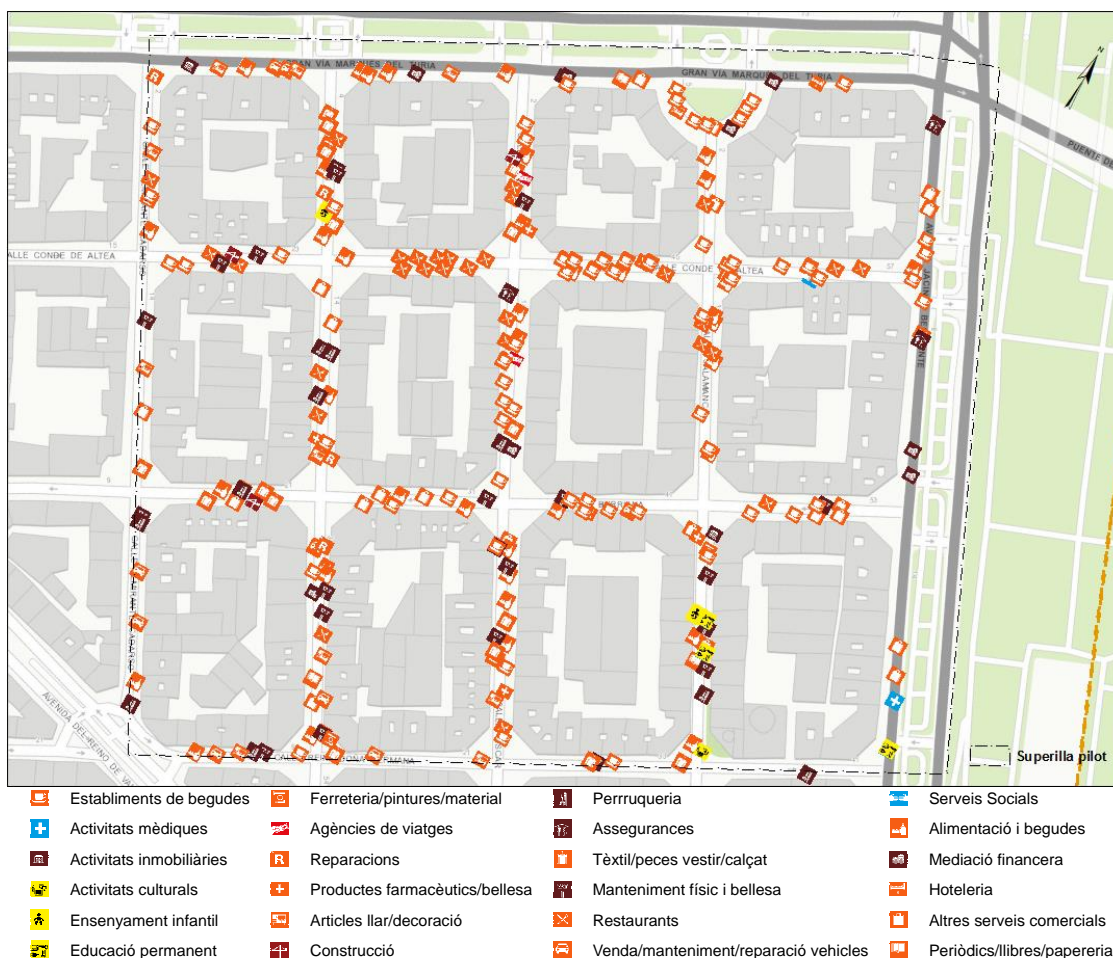 GRAN VÍA MARQUÉS DEL TURIA
GRAN VÍA MARQUÉS DEL TURIA
N
PUENTE DE
CALLE CONDE DE ALTEA
57
AVENIDA DEL REINO DE VA
53
Superilla pilot
Establiments de begudes
Ferreteria/pintures/material
Perrruqueria
Serveis Socials
Activitats mèdiques
Agències de viatges
Assegurances
Alimentació i begudes
Activitats inmobiliàries
Reparacions
Tèxtil/peces vestir/calçat
Mediació financera
Activitats culturals
Productes farmacèutics/bellesa
Manteniment físic i bellesa
Hoteleria
Ensenyament infantil
Articles llar/decoració
Restaurants
Altres serveis comercials
Educació permanent
Construcció
Venda/manteniment/reparació vehicles
Periòdics/llibres/papereria